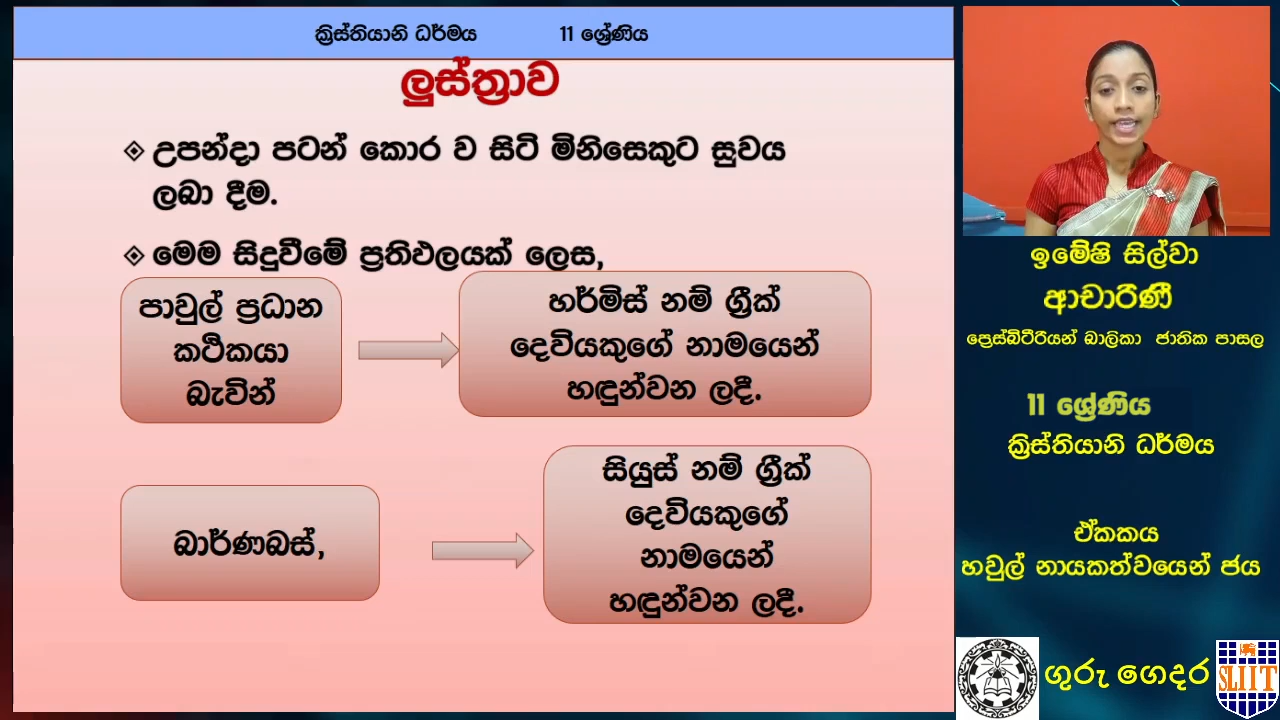 ක්‍රිස්තියානි ධර්මය 11 ශ්‍රේණිය
ලුස්ත්‍රාව
උපන්දා පටන් කොර ව සිටි මිනිසෙකුට සුවය
ලබා දීම.
මෙම සිදුවීමේ ප්‍රතිඵලයක් ලෙස,
පාවුල් ප්‍රධාන
කථිකයා
බැවින්
හර්මිස් නම් ග්‍රීක්
දෙවියකුගේ නාමයෙන්
හඳුන්වන ලදී.
බාර්ණබස්,
සියුස් නම් ග්‍රීක්
දෙවියකුගේ
නාමයෙන්
හඳුන්වන ලදී.
ඉමේෂි සිල්වා
ආචාරිණී
ප්‍රෙස්බිටීරියන් බාලිකා ජාතික පාසල
11 ශ්‍රේණිය
ක්‍රිස්තියානි ධර්මය
ඒකකය
හවුල් නායකත්වයෙන් ජය
ගුරු ගෙදර
SLIIT